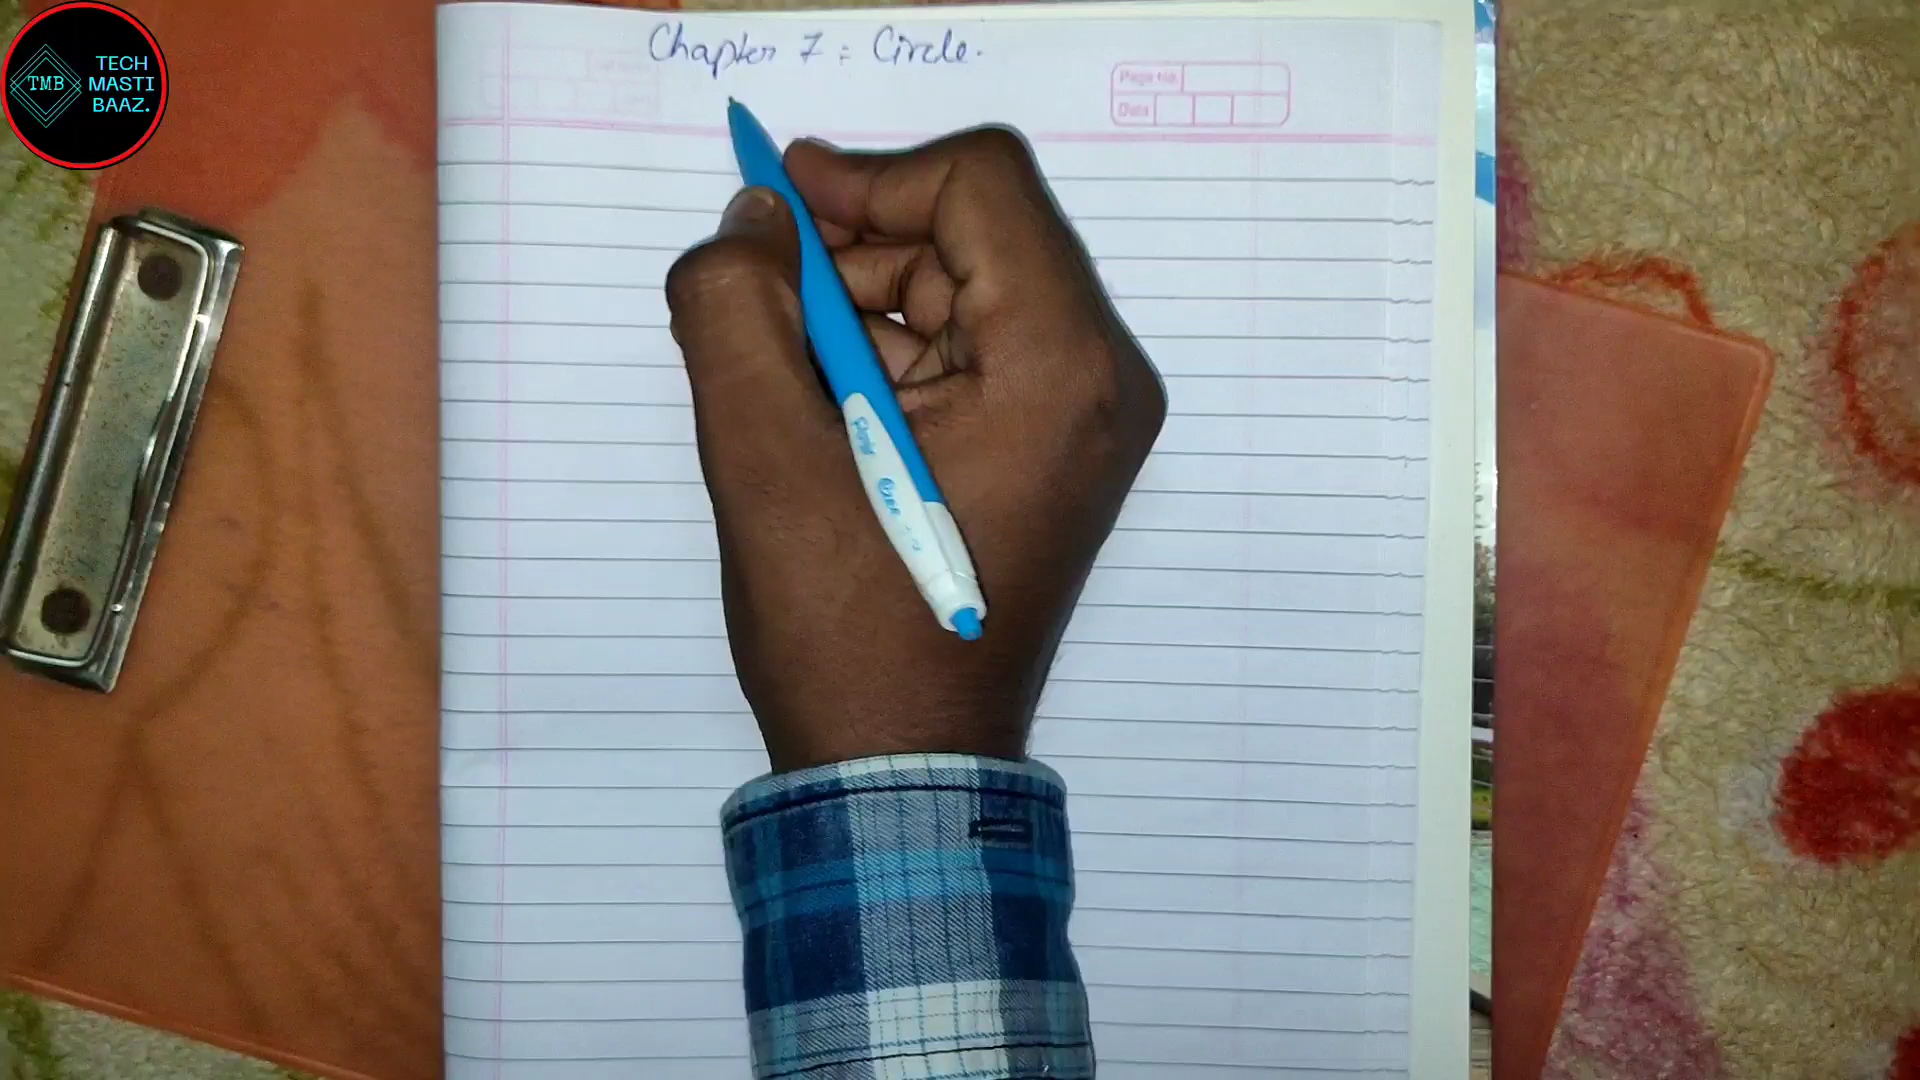 Chapter 7 : Circle.
TMB
TECH
MASTI
BAAZ.
Page No.
Date